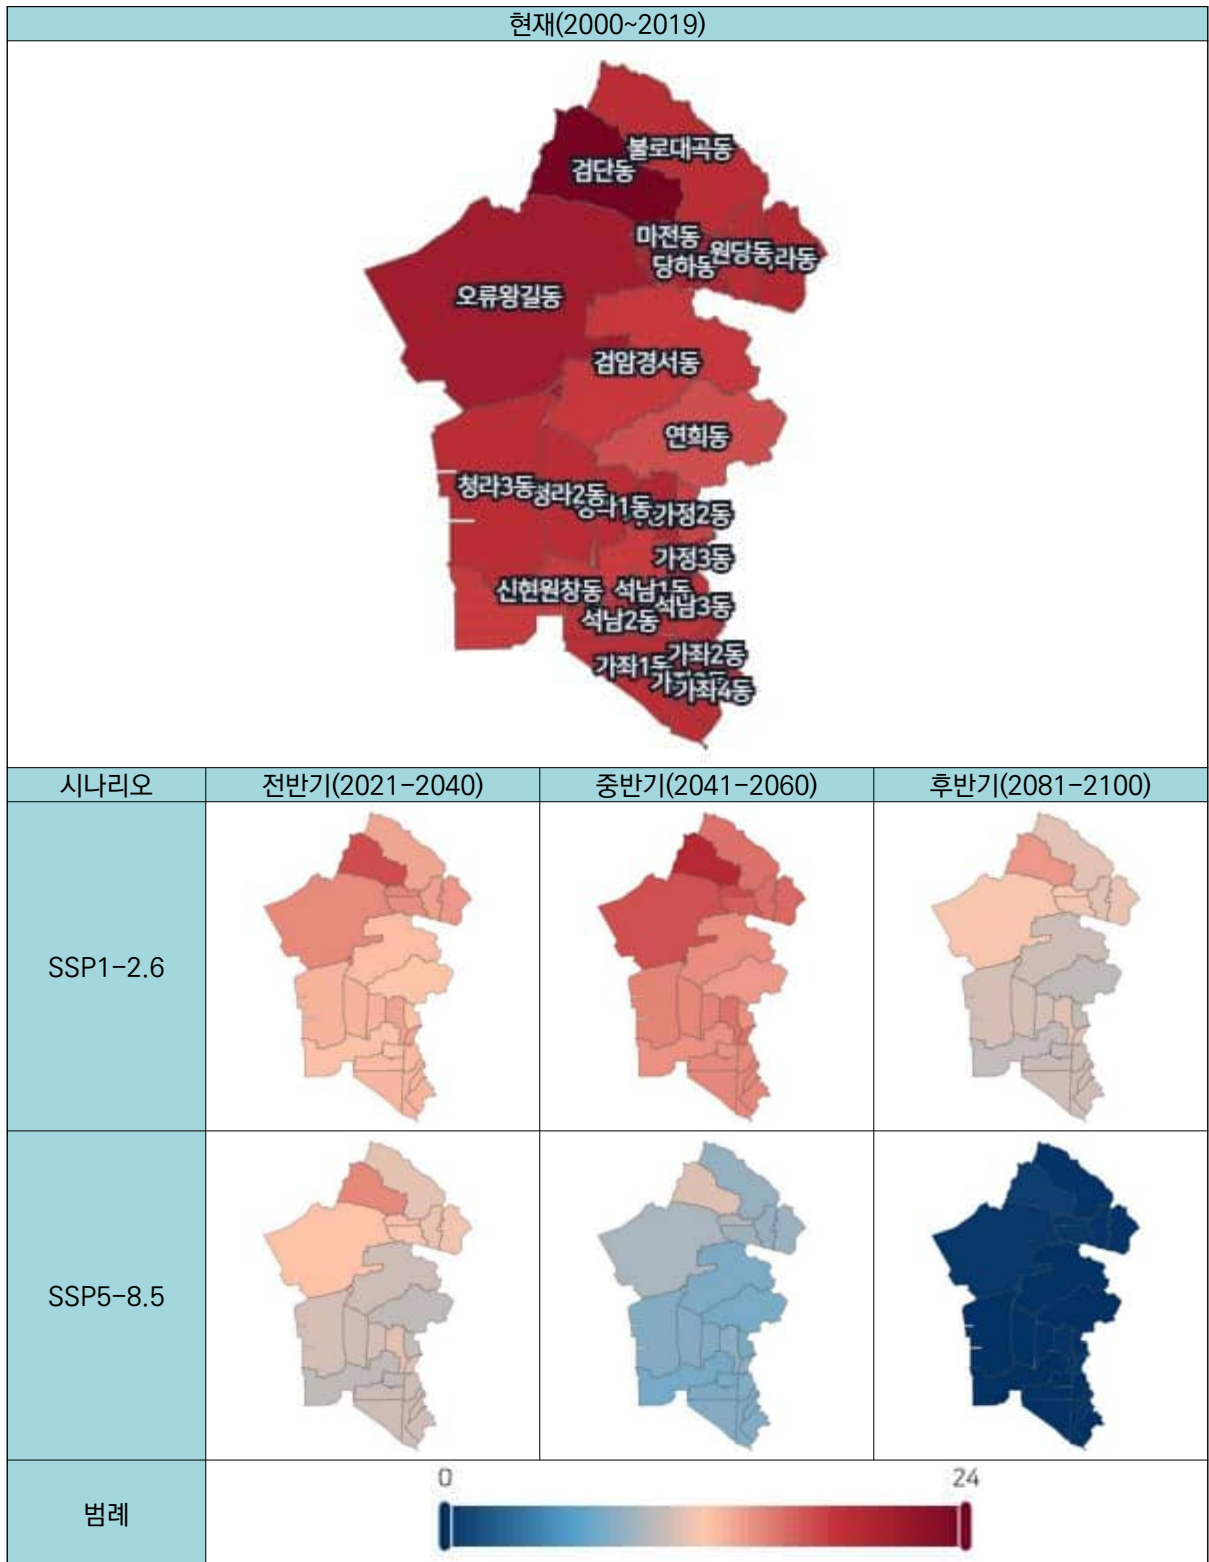 현재(2000~2019)
불로대곡동
검단동
마전동
원당동
라동
당하동
오류왕길동
검암경서동
연희동
청라3동
청라2동
가정2동
가정3동
신현원창동
석남1동
석남3동
석남2동
가좌2동
가좌1동
가좌4동
시나리오
전반기(2021-2040)
중반기(2041-2060)
후반기(2081-2100)
SSP1-2.6
SSP5-8.5
범례
0
24